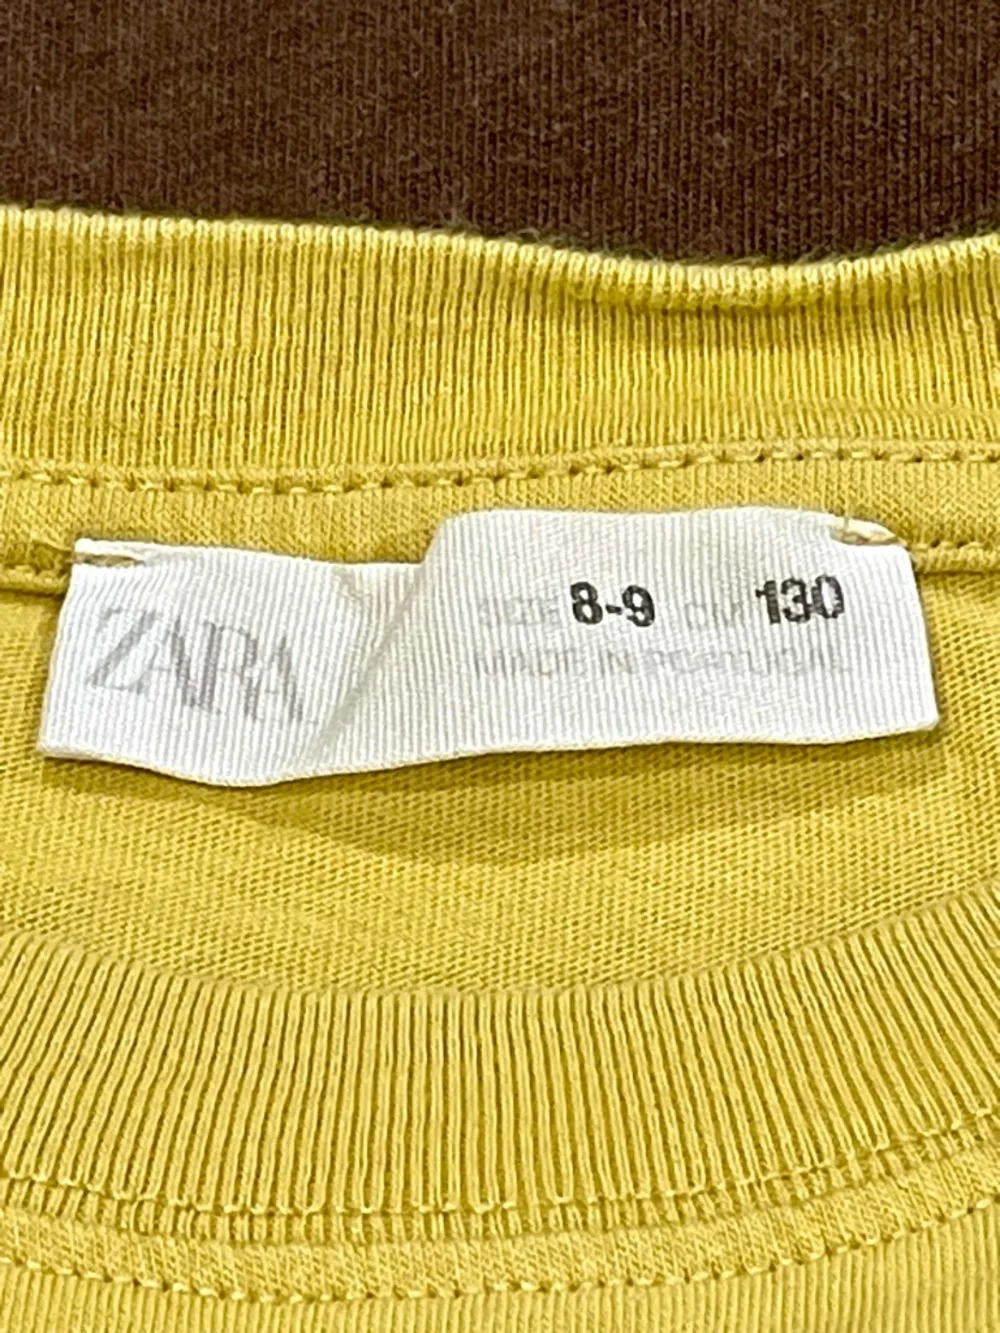 ZARA
SIZE 8-9 CM 130
MADE IN PORTUGAL